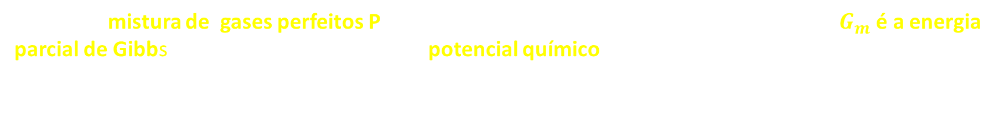 mistura de gases perfeitos P G_m é a energia
parcial de Gibbs potencial químico